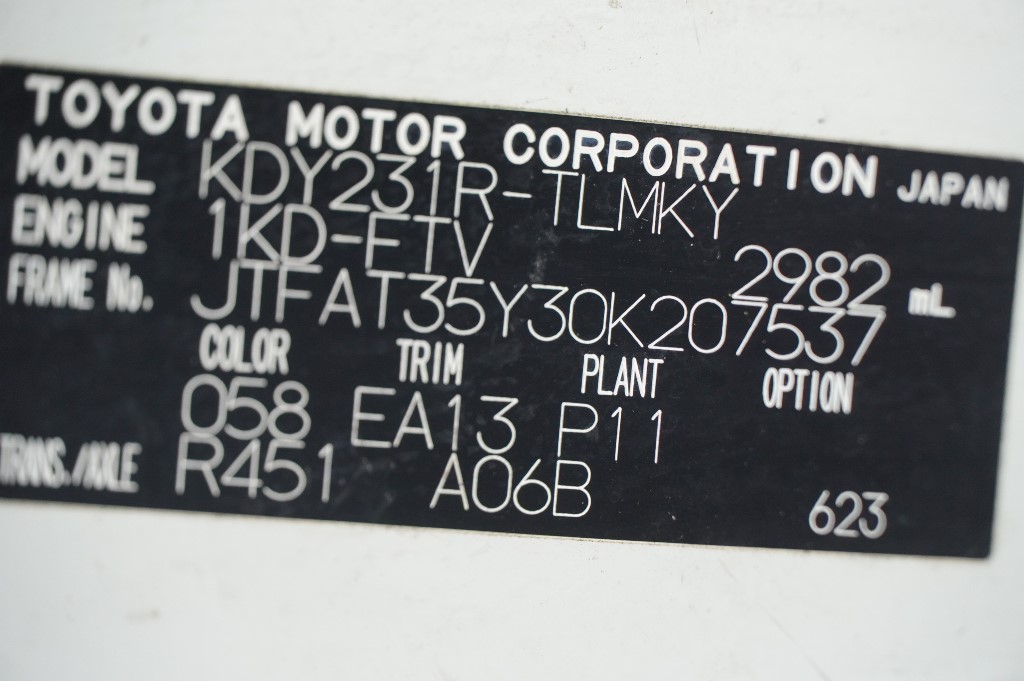 TOYOTA MOTOR CORPORATION JAPAN
MODEL KDY231R-TLMKY
ENGINE 1KD-FTV 2982 mL
FRAME No. JTFAT35Y30K207537
COLOR TRIM PLANT OPTION
058 EA13 P11
TRANS./AXLE R451 A06B 623